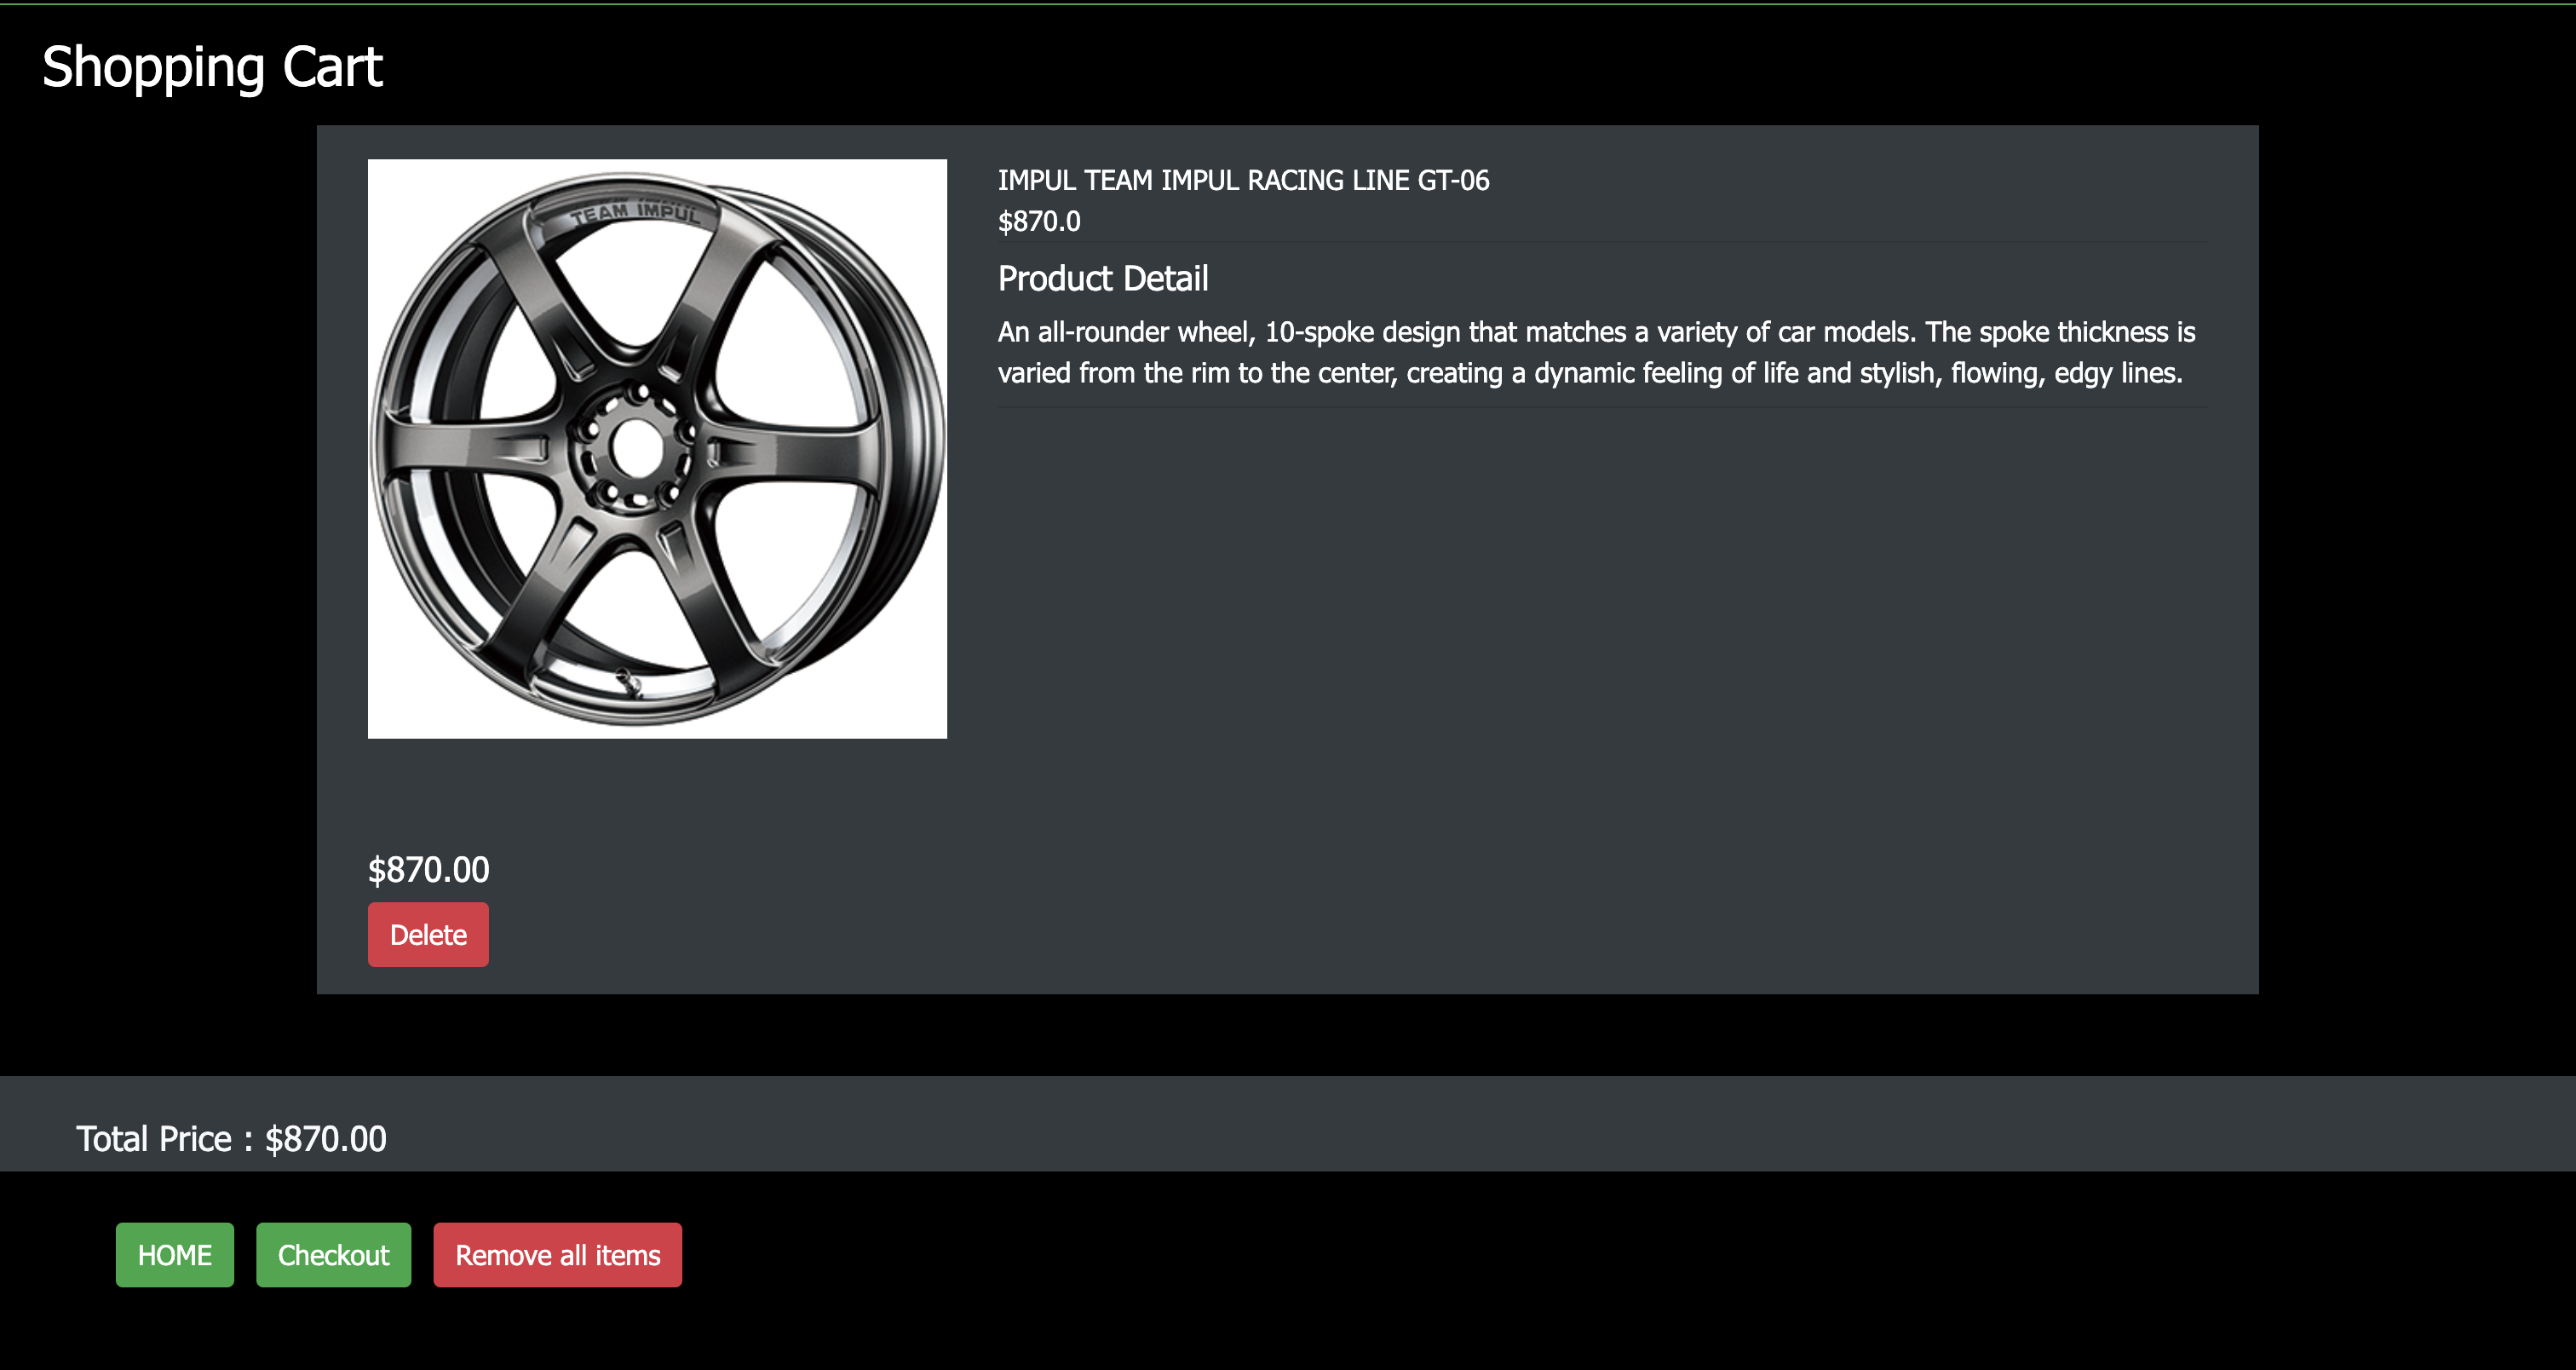 Shopping Cart
TEAM IMPUL
IMPUL TEAM IMPUL RACING LINE GT-06
$870.0
Product Detail
An all-rounder wheel, 10-spoke design that matches a variety of car models. The spoke thickness is
varied from the rim to the center, creating a dynamic feeling of life and stylish, flowing, edgy lines.
$870.00
Delete
Total Price : $870.00
HOME
Checkout
Remove all items